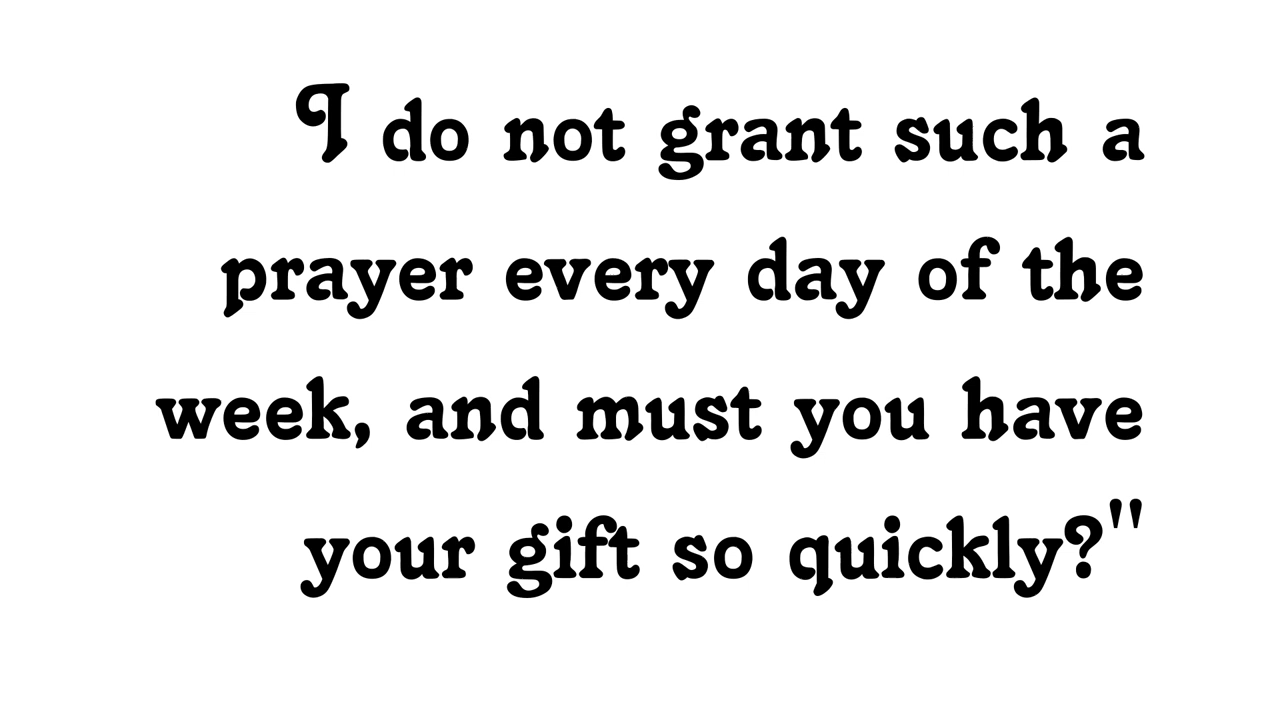 I do not grant such a
prayer every day of the
week, and must you have
your gift so quickly?"